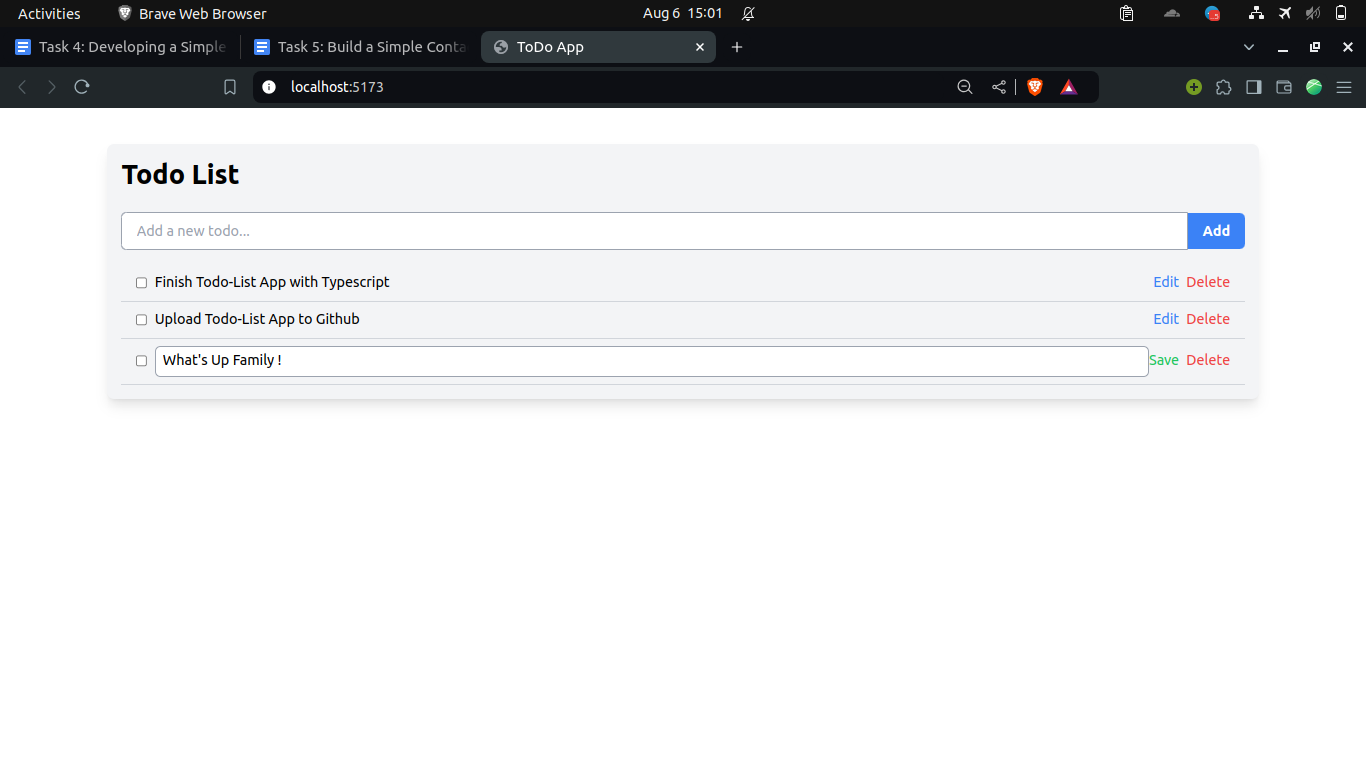 Activities Brave Web Browser Aug 6 15:01
Task 4: Developing a Simple Task 5: Build a Simple Conta ToDo App
localhost:5173
Todo List
Add a new todo... Add
Finish Todo-List App with Typescript Edit Delete
Upload Todo-List App to Github Edit Delete
What's Up Family ! Save Delete